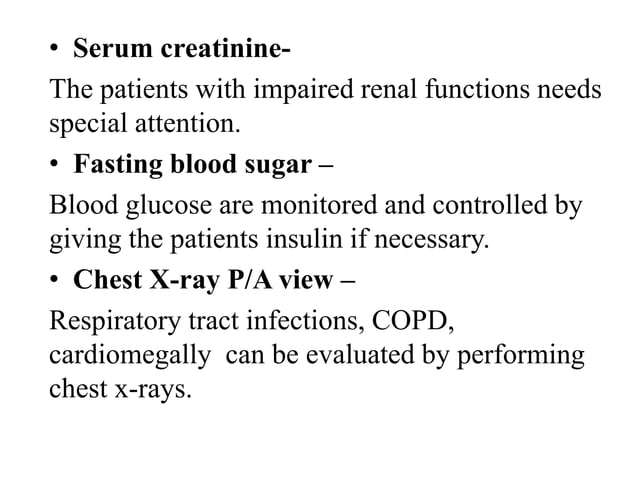 • Serum creatinine-
The patients with impaired renal functions needs
special attention.
• Fasting blood sugar –
Blood glucose are monitored and controlled by
giving the patients insulin if necessary.
• Chest X-ray P/A view –
Respiratory tract infections, COPD,
cardiomegally  can be evaluated by performing
chest x-rays.